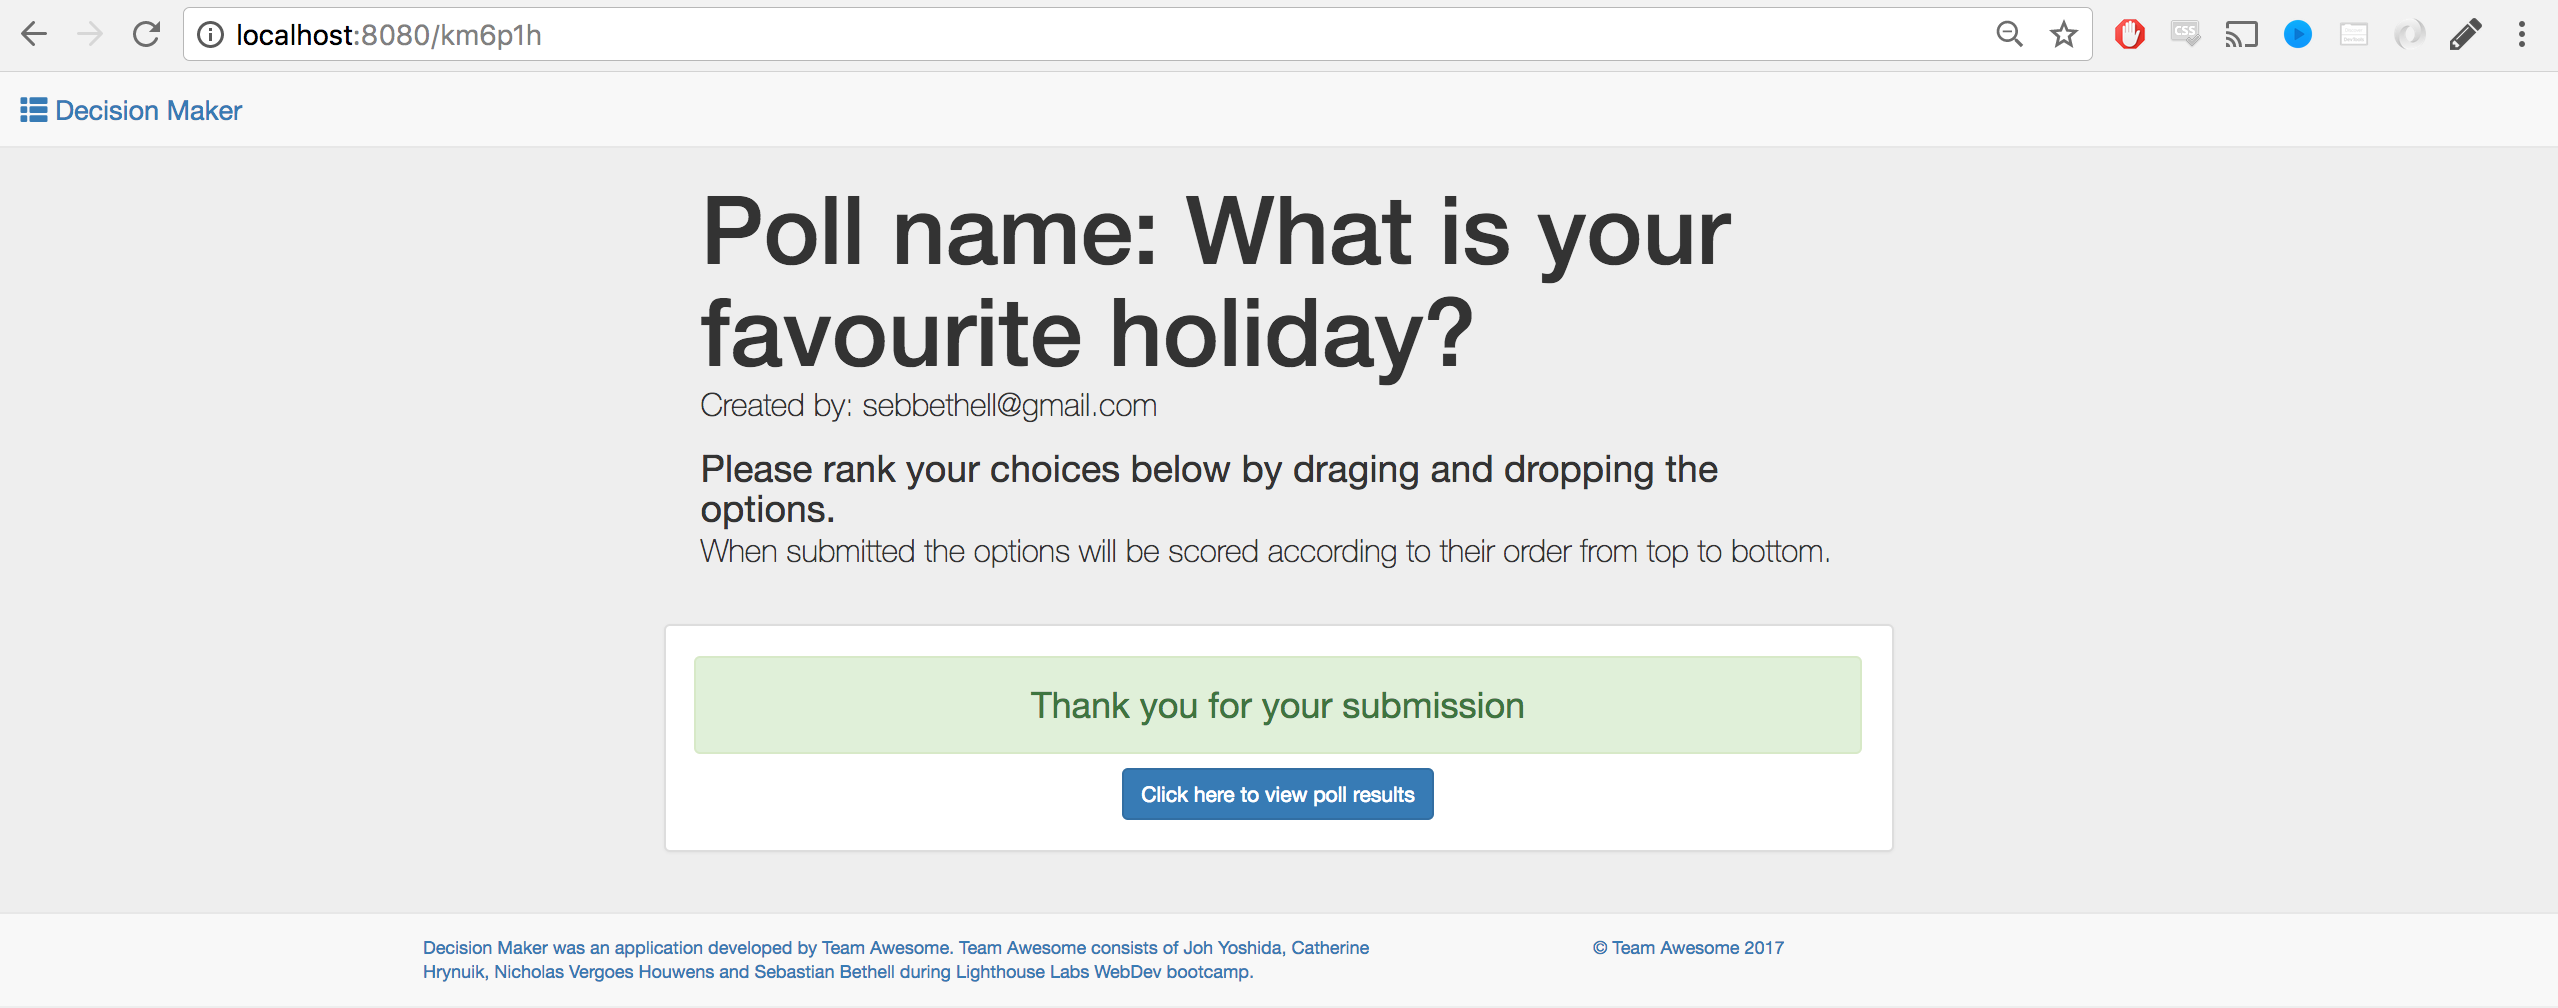 localhost:8080/km6p1h
CSS
Decision Maker
Poll name: What is your
favourite holiday?
Created by: sebbethell@gmail.com
Please rank your choices below by draging and dropping the
options.
When submitted the options will be scored according to their order from top to bottom.
Thank you for your submission
Click here to view poll results
Decision Maker was an application developed by Team Awesome. Team Awesome consists of Joh Yoshida, Catherine
Hrynuik, Nicholas Vergoes Houwens and Sebastian Bethell during Lighthouse Labs WebDev bootcamp.
© Team Awesome 2017